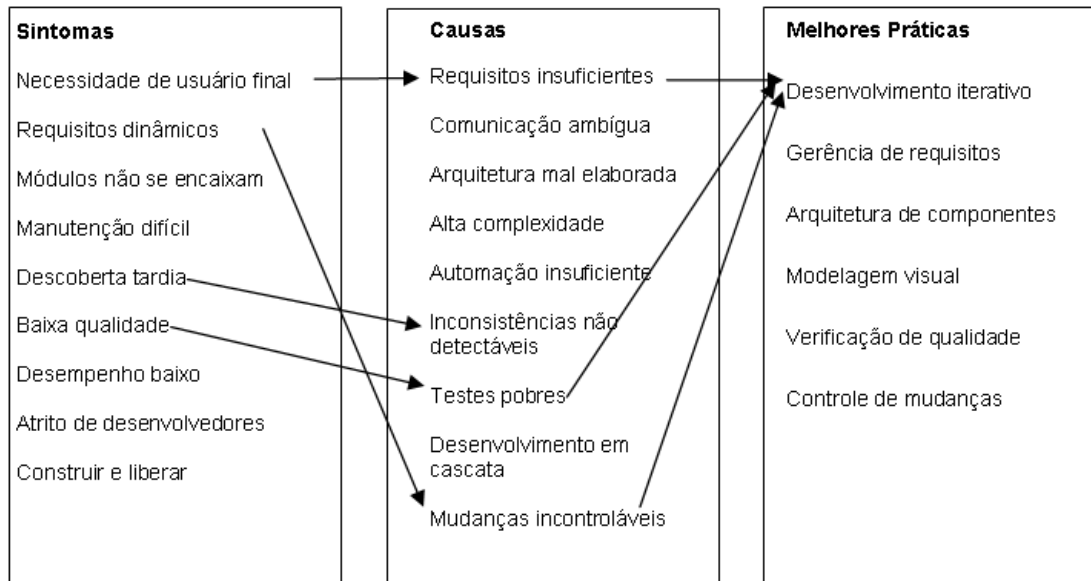 Sintomas
Necessidade de usuário final
Requisitos dinâmicos
Módulos não se encaixam
Manutenção difícil
Descoberta tardia
Baixa qualidade
Desempenho baixo
Atrito de desenvolvedores
Construir e liberar
Causas
Requisitos insuficientes
Comunicação ambígua
Arquitetura mal elaborada
Alta complexidade
Automação insuficiente
Inconsistências não
detectáveis
Testes pobres
Desenvolvimento em
cascata
Mudanças incontroláveis
Melhores Práticas
Desenvolvimento iterativo
Gerência de requisitos
Arquitetura de componentes
Modelagem visual
Verificação de qualidade
Controle de mudanças